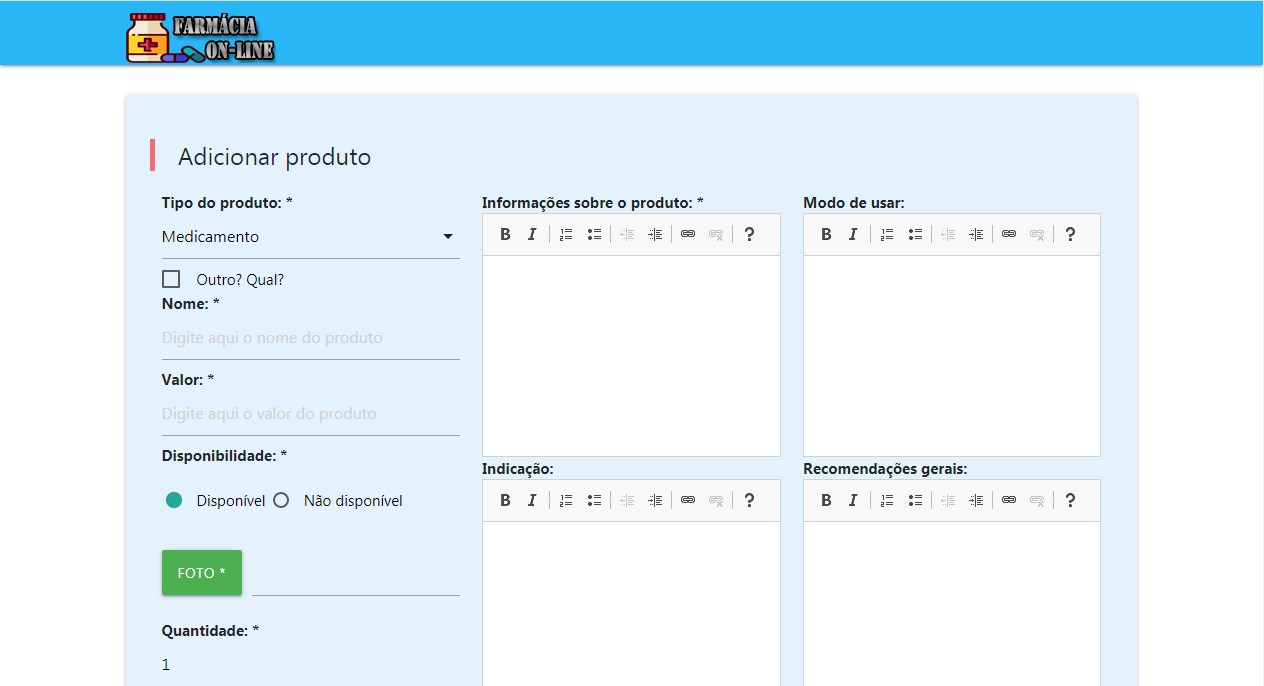 FARMÁCIA
ON-LINE
Adicionar produto
Tipo do produto: *
Medicamento
Outro? Qual?
Nome: *
Digite aqui o nome do produto
Valor: *
Digite aqui o valor do produto
Disponibilidade: *
Disponível Não disponível
FOTO *
Quantidade: *
1
Informações sobre o produto: *
B I ?
Indicação:
B I ?
Modo de usar:
B I ?
Recomendações gerais:
B I ?